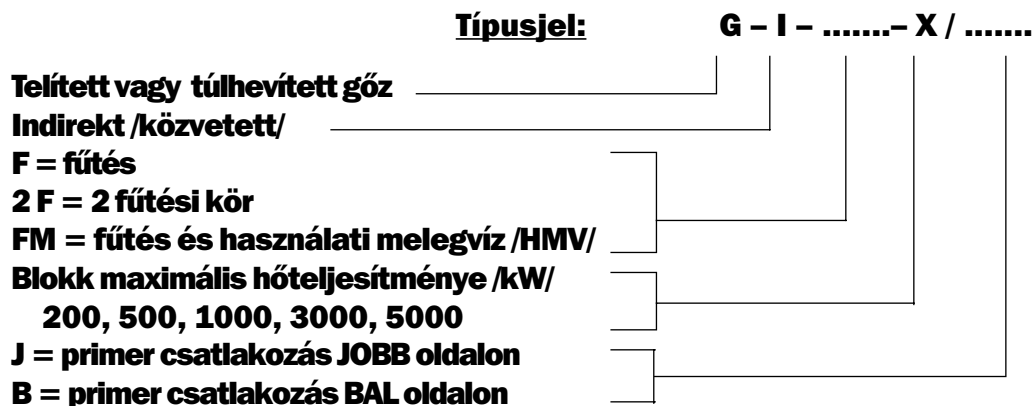 Típusjel: G – I – .......– X / .......
Telített vagy túlhevített gőz
Indirekt /közvetett/
F = fűtés
2 F = 2 fűtési kör
FM = fűtés és használati melegvíz /HMV/
Blokk maximális hőteljesítménye /kW/
200, 500, 1000, 3000, 5000
J = primer csatlakozás JOBB oldalon
B = primer csatlakozás BAL oldalon